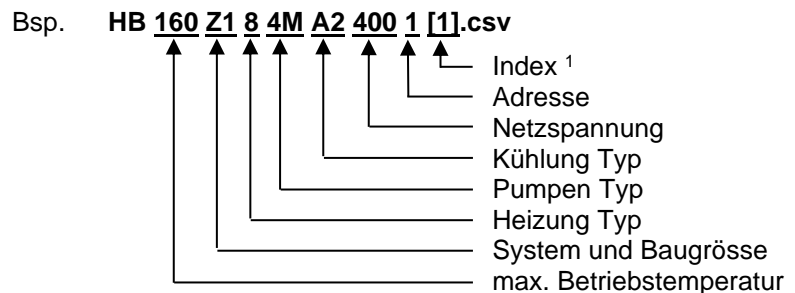 Bsp. HB 160 Z1 8 4M A2 400 1 [1].csv
Index ¹
Adresse
Netzspannung
Kühlung Typ
Pumpen Typ
Heizung Typ
System und Baugrösse
max. Betriebstemperatur